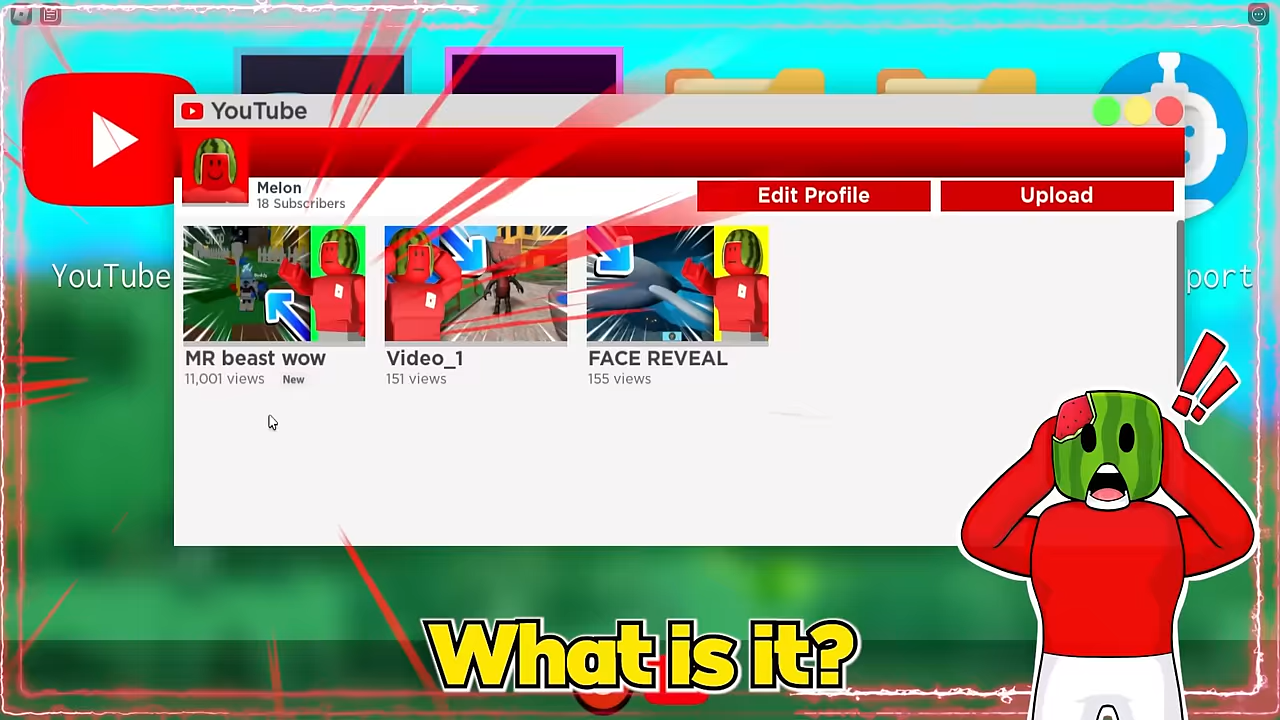 YouTube
Melon
18 Subscribers
Edit Profile
Upload
YouTube
port
MR beast wow
Video_1
FACE REVEAL
11,001 views
New
151 views
155 views
What is it?